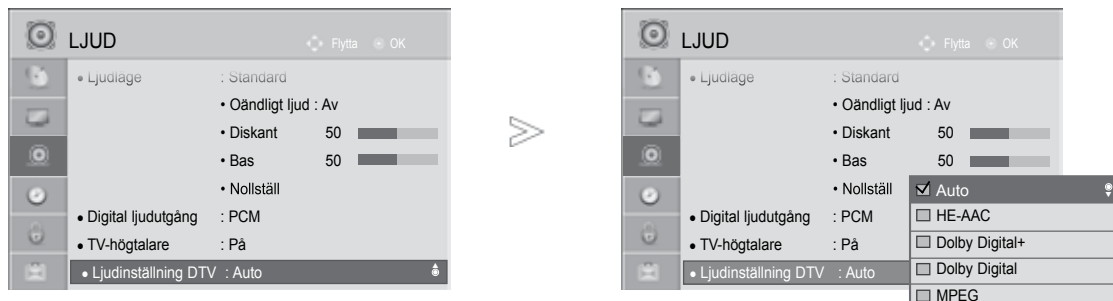 LJUD Flytta OK
• Ljudläge : Standard
• Oändligt ljud : Av
• Diskant 50
• Bas 50
• Nollställ
• Digital ljudutgång : PCM
• TV-högtalare : På
• Ljudinställning DTV : Auto
LJUD Flytta OK
• Ljudläge : Standard
• Oändligt ljud : Av
• Diskant 50
• Bas 50
• Nollställ
• Digital ljudutgång : PCM
• TV-högtalare : På
• Ljudinställning DTV : Auto
Auto
HE-AAC
Dolby Digital+
Dolby Digital
MPEG